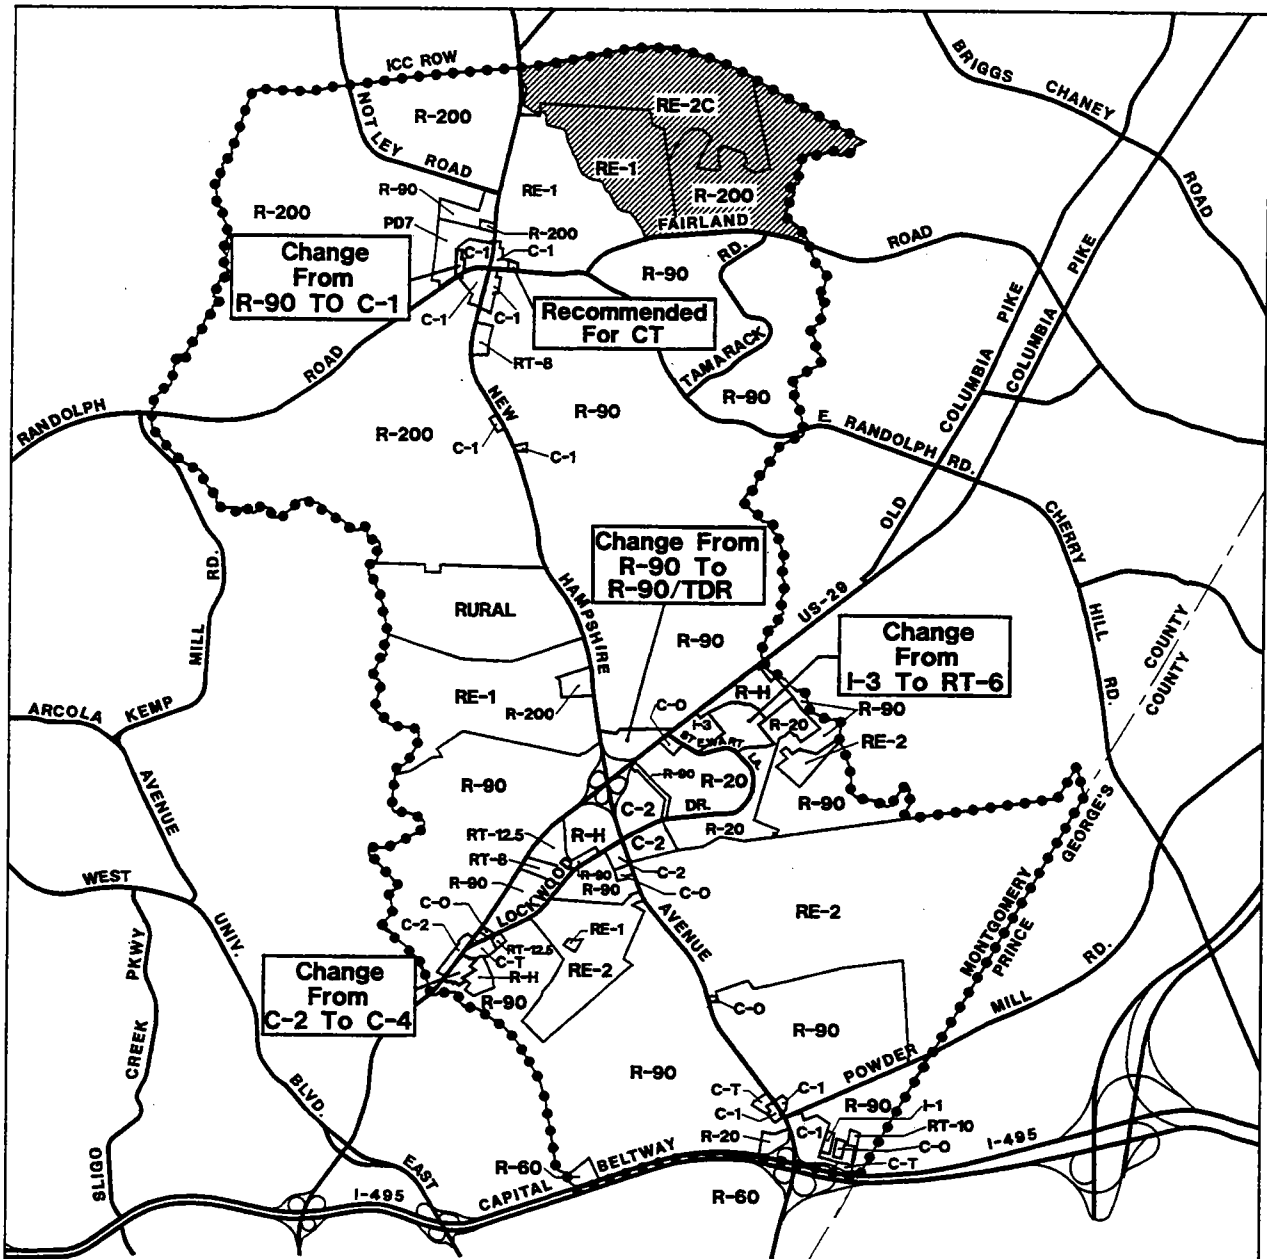 ICC ROW
BRIGGS CHANEY ROAD
NOTLEY ROAD
R-200
RE-2C
RE-1
R-200
RE-1
R-90
R-200
PD7
R-200
FAIRLAND ROAD
C-1
C-1
Change
From
R-90 TO C-1
R-90
RD.
TAMARACK
Recommended
For CT
C-1
C-1
RT-8
OLD COLUMBIA PIKE
COLUMBIA PIKE
RANDOLPH ROAD
R-90
R-90
R-200
NEW HAMPSHIRE AVENUE
C-1
C-1
E. RANDOLPH RD.
CHERRY HILL RD.
Change From
R-90 To
R-90/TDR
US-29
RURAL
R-90
Change
From
I-3 To RT-6
COUNTY
COUNTY
KEMP MILL RD.
ARCOLA AVENUE
RE-1
R-200
C-O
R-H
I-3
R-20
R-90
RE-2
STEWART LA.
R-90
R-90
R-20
C-2
DR.
R-90
R-20
RT-12.5
R-H
C-2
RT-8
LOCKWOOD
R-90
C-2
R-90
R-90
C-O
WEST
UNIV. BLVD. EAST
C-O
C-2
RT-12.5
C-T
R-H
RE-1
RE-2
RE-2
MONTGOMERY
PRINCE GEORGE'S
Change
From
C-2 To C-4
R-90
C-O
R-90
POWDER MILL RD.
SLIGO CREEK PKWY
R-90
C-T
C-1
C-1
R-90
I-1
C-1
RT-10
C-O
C-T
R-20
R-60
CAPITAL BELTWAY
I-495
I-495
R-60